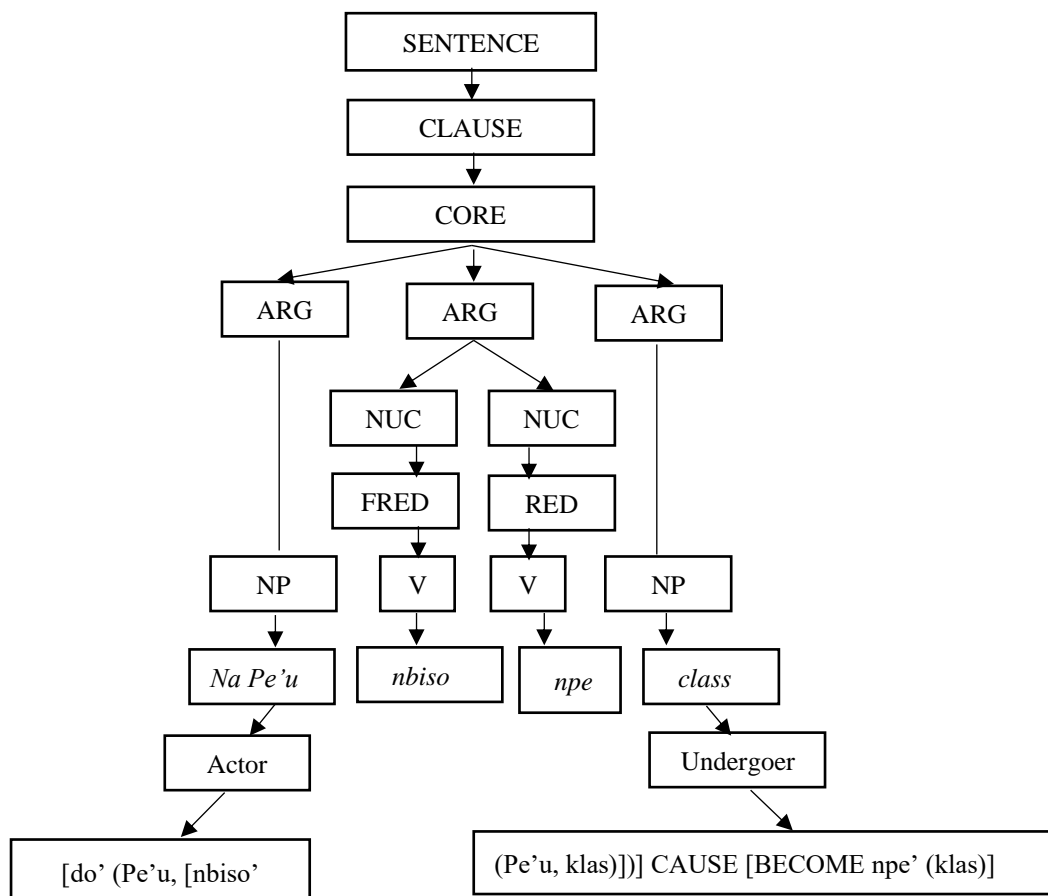 SENTENCE
CLAUSE
CORE
ARG ARG ARG
NUC NUC
FRED RED
NP V V NP
Na Pe’u nbiso npe class
Actor Undergoer
[do’ (Pe’u, [nbiso’ (Pe’u, klas)])] CAUSE [BECOME npe’ (klas)]